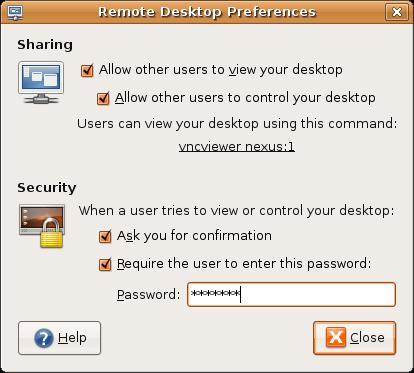 Remote Desktop Preferences
Sharing
Allow other users to view your desktop
Allow other users to control your desktop
Users can view your desktop using this command:
vncviewer nexus:1
Security
When a user tries to view or control your desktop:
Ask you for confirmation
Require the user to enter this password:
Password: *******
Help Close